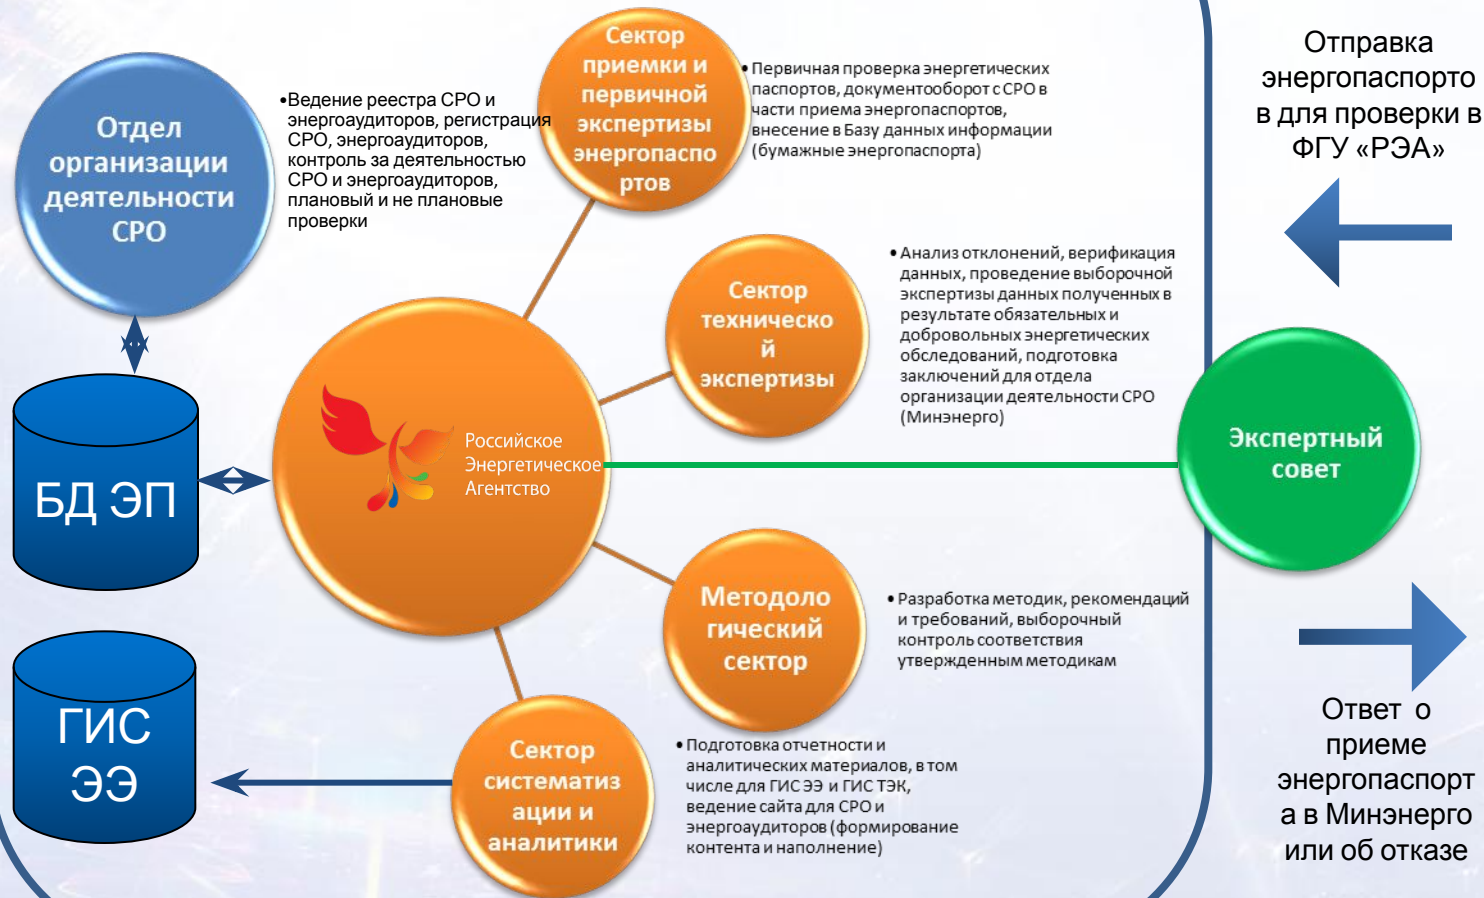 Отдел
организации
деятельности
СРО
•Ведение реестра СРО и
энергоаудиторов, регистрация
СРО, энергоаудиторов,
контроль за деятельностью
СРО и энергоаудиторов,
плановый и не плановые
проверки
Сектор
приемки и
первичной
экспертизы
энергопаспо
ртов
•Первичная проверка энергетических
паспортов, документооборот с СРО в
части приема энергопаспортов,
внесение в Базу данных информации
(бумажные энергопаспорта)
Отправка
энергопаспорто
в для проверки в
ФГУ «РЭА»
Сектор
техническо
й
экспертизы
•Анализ отклонений, верификация
данных, проведение выборочной
экспертизы данных полученных в
результате обязательных и
добровольных энергетических
обследований, подготовка
заключений для отдела
организации деятельности СРО
(Минэнерго)
БД ЭП
Российское
Энергетическое
Агентство
Экспертный
совет
Методоло
гический
сектор
•Разработка методик, рекомендаций
и требований, выборочный
контроль соответствия
утвержденным методикам
ГИС
ЭЭ
Сектор
систематиз
ации и
аналитики
•Подготовка отчетности и
аналитических материалов, в том
числе для ГИС ЭЭ и ГИС ТЭК,
ведение сайта для СРО и
энергоаудиторов (формирование
контента и наполнение)
Ответ о
приеме
энергопаспорт
а в Минэнерго
или об отказе